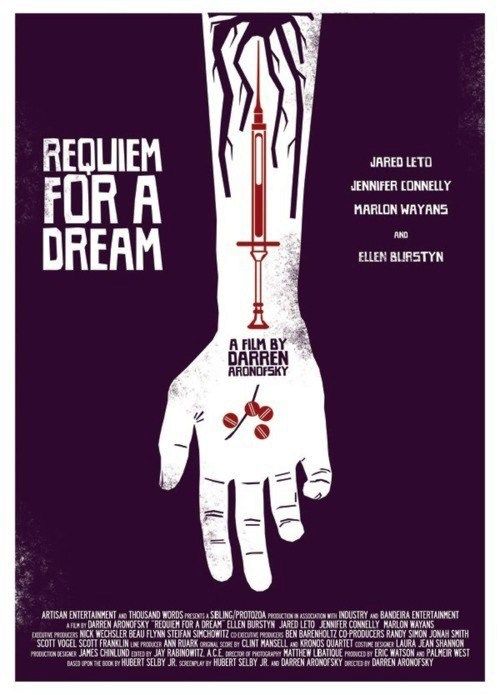 REQUIEM
FOR A
DREAM
JARED LETO
JENNIFER CONNELLY
MARLON WAYANS
AND
ELLEN BURSTYN
A FILM BY
DARREN
ARONOFSKY
ARTISAN ENTERTAINMENT AND THOUSAND WORDS PRESENTS A SIBLING/PROTOZOA PRODUCTION IN ASSOCIATION WITH INDUSTRY AND BANDEIRA ENTERTAINMENT
A FILM BY DARREN ARONOFSKY "REQUIEM FOR A DREAM" ELLEN BURSTYN JARED LETO JENNIFER CONNELLY MARLON WAYANS
EXECUTIVE PRODUCERS NICK WECHSLER BEAU FLYNN STEIFAN SIMCHOWITZ CO EXECUTIVE PRODUCERS BEN BARENHOLTZ CO-PRODUCERS RANDY SIMON JONAH SMITH
SCOTT VOGEL SCOTT FRANKLIN LINE PRODUCER ANN RUARK ORIGINAL SCORE BY CLINT MANSELL AND KRONOS QUARTET COSTUME DESIGNER LAURA JEAN SHANNON
PRODUCTION DESIGNER JAMES CHINLUND EDITED BY JAY RABINOWITZ, A.C.E. DIRECTOR OF PHOTOGRAPHY MATTHEW LIBATIQUE PRODUCED BY ERIC WATSON AND PALMEIR WEST
BASED UPON THE BOOK BY HUBERT SELBY JR. SCREENPLAY BY HUBERT SELBY JR. AND DARREN ARONOFSKY DIRECTED BY DARREN ARONOFSKY